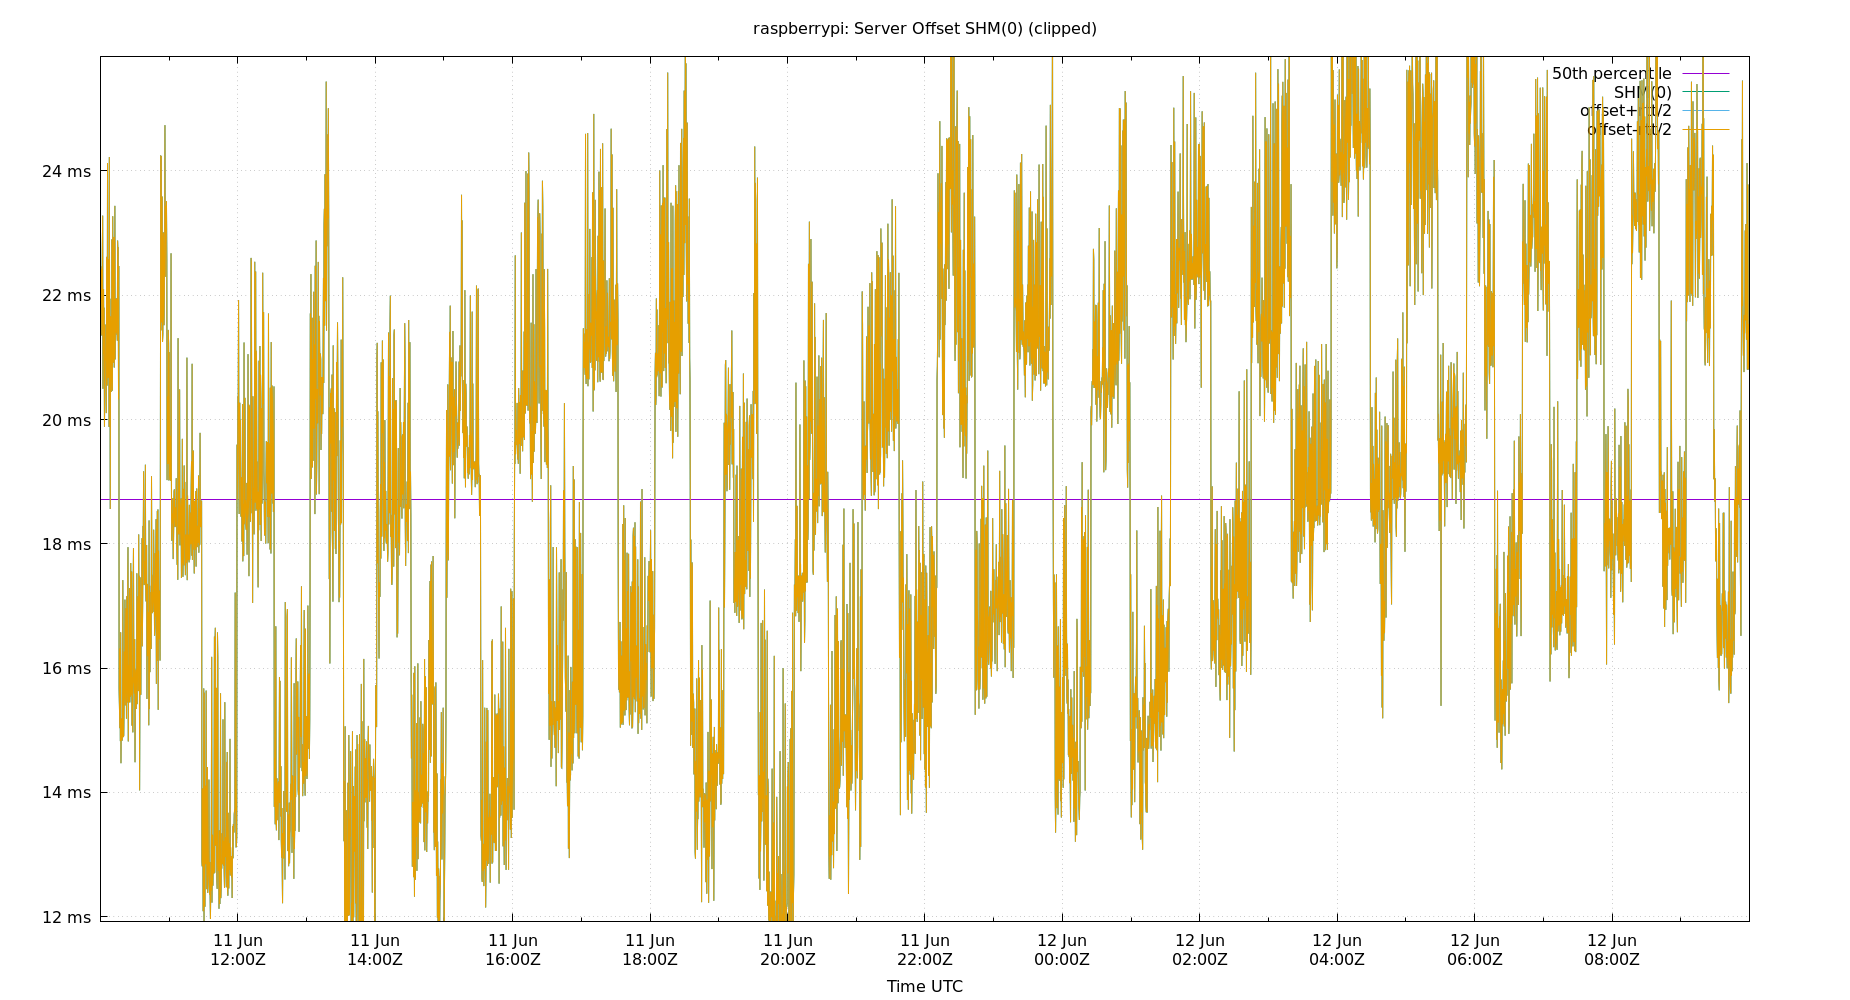 raspberrypi: Server Offset SHM(0) (clipped)
50th percentile
SHM(0)
offset+rtt/2
offset-rtt/2
24 ms
22 ms
20 ms
18 ms
16 ms
14 ms
12 ms
11 Jun 11 Jun 11 Jun 11 Jun 11 Jun 11 Jun 12 Jun 12 Jun 12 Jun 12 Jun 12 Jun
12:00Z 14:00Z 16:00Z 18:00Z 20:00Z 22:00Z 00:00Z 02:00Z 04:00Z 06:00Z 08:00Z
Time UTC